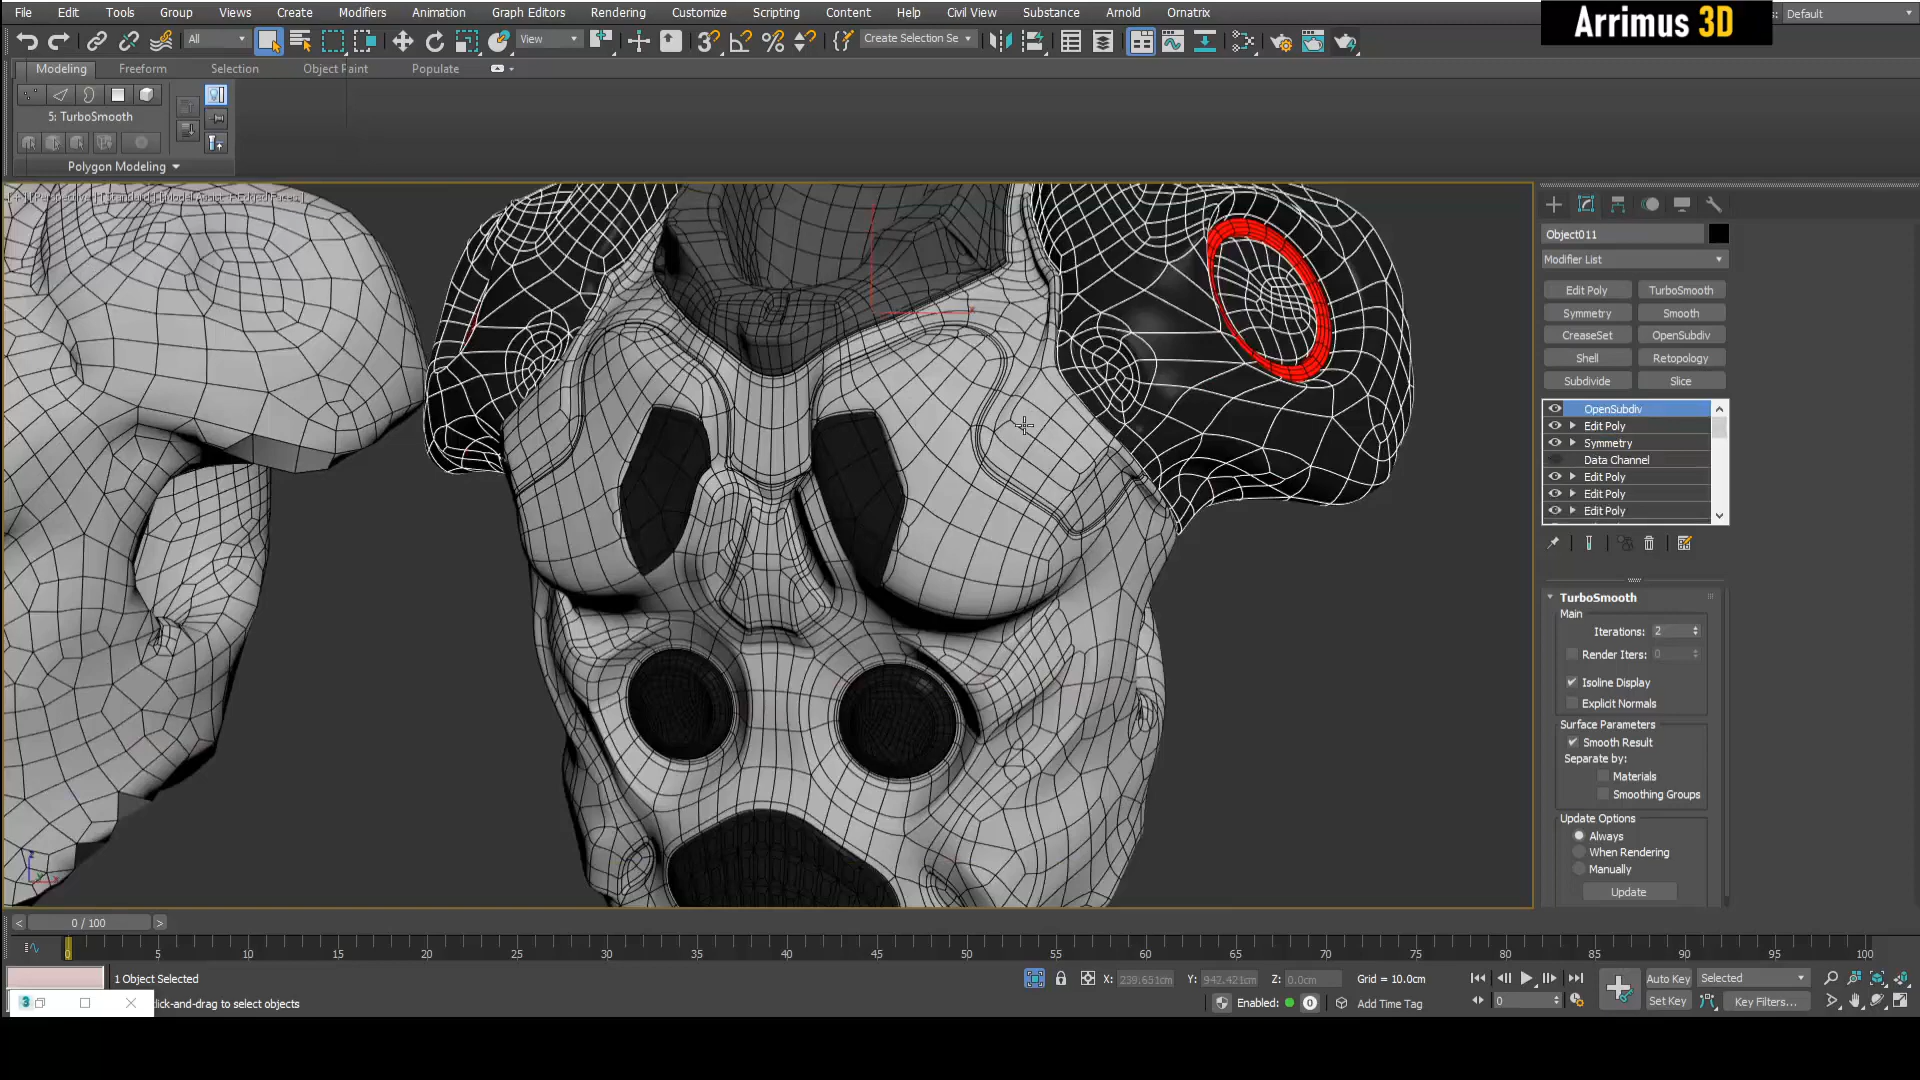 File Edit Tools Group Views Create Modifiers Animation Graph Editors Rendering Customize Scripting Content Help Civil View Substance Arnold Ornatrix
Default
Arrimus 3D
All
View
Create Selection Se
Modeling Freeform Selection Object Paint Populate
5: TurboSmooth
Polygon Modeling
Object011
Modifier List
Edit Poly TurboSmooth
Symmetry Smooth
CreaseSet OpenSubdiv
Shell Retopology
Subdivide Slice
OpenSubdiv
Edit Poly
Symmetry
Data Channel
Edit Poly
Edit Poly
Edit Poly
TurboSmooth
Main
Iterations: 2
Render Iters: 0
Isoline Display
Explicit Normals
Surface Parameters
Smooth Result
Separate by:
Materials
Smoothing Groups
Update Options
Always
When Rendering
Manually
Update
x
< 0 / 100 >
0 5 10 15 20 25 30 35 40 45 50 55 60 65 70 75 80 85 90 95 100
1 Object Selected
X: 239.651cm Y: 942.421cm Z: 0.0cm Grid = 10.0cm
Auto Key Selected
lick-and-drag to select objects
Enabled: 0 Add Time Tag
0
Set Key Key Filters...